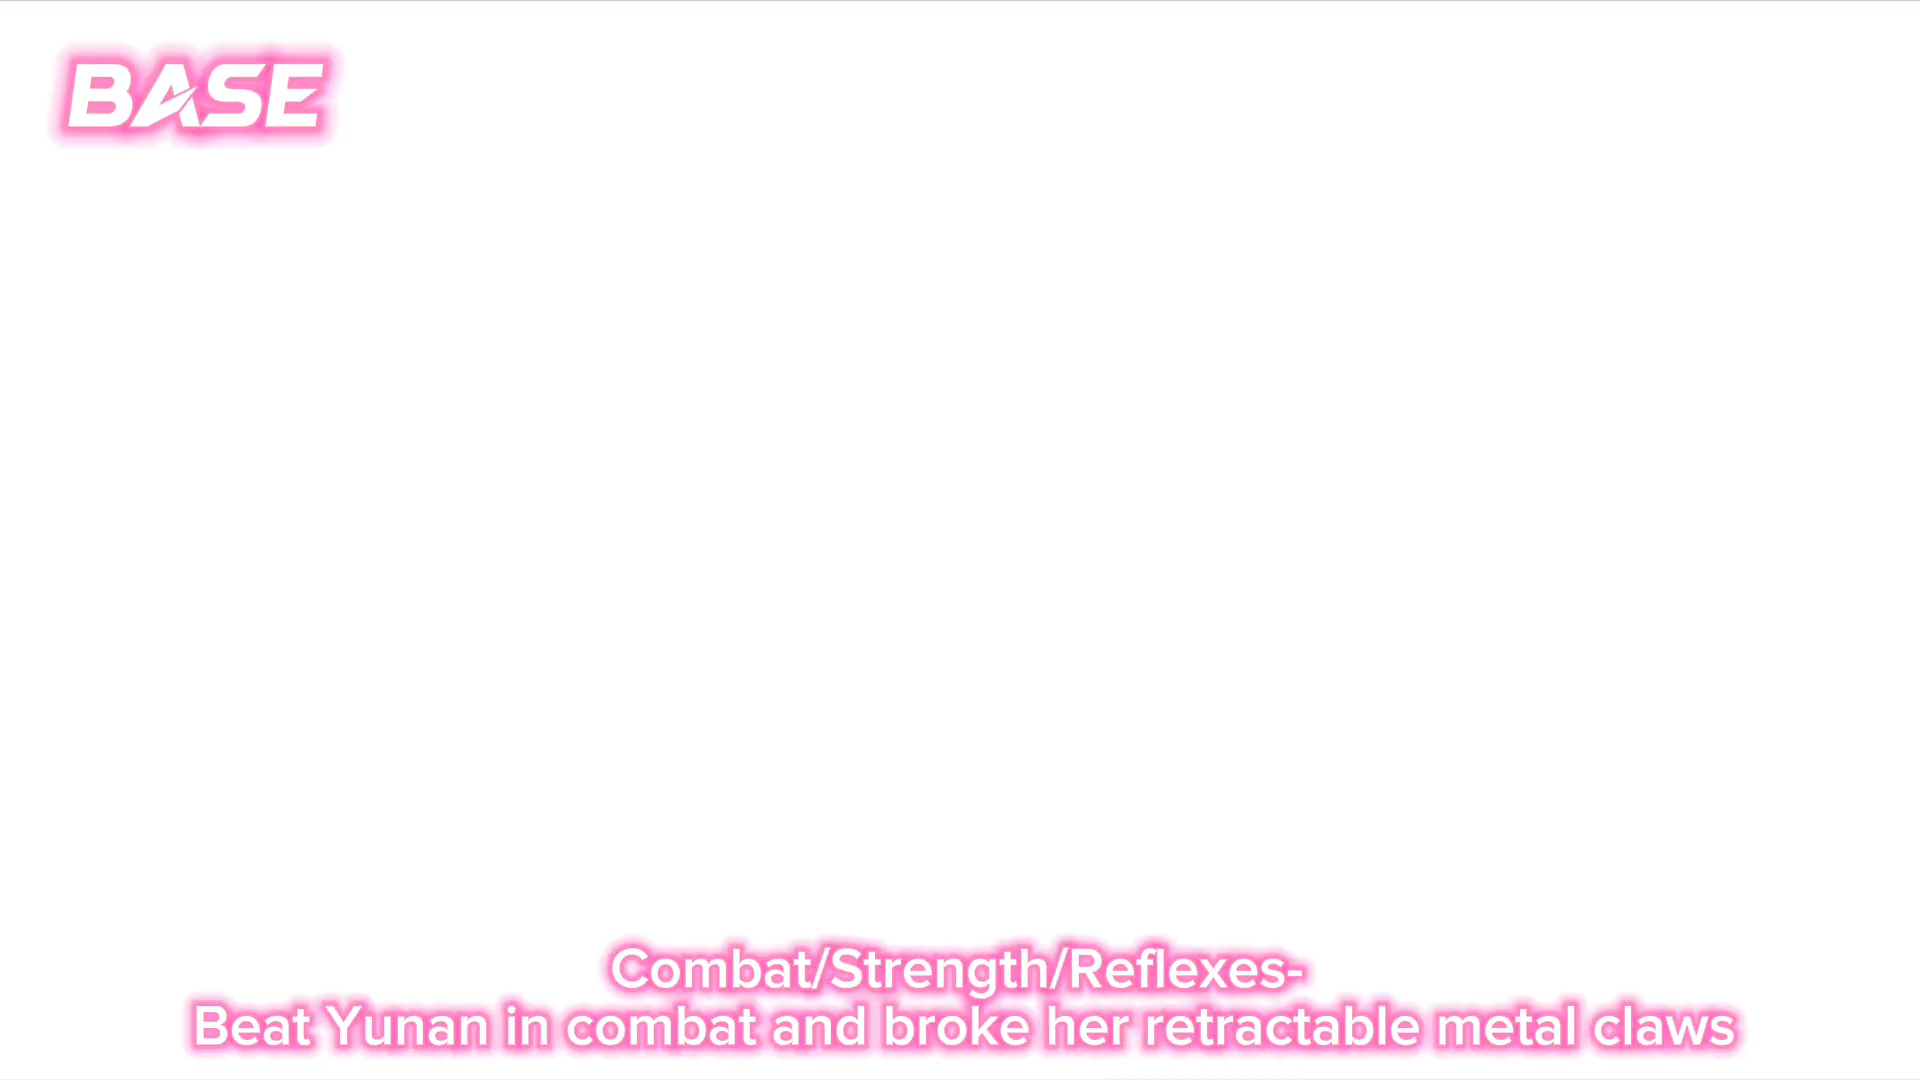 BASE
Combat/Strength/Reflexes-
Beat Yunan in combat and broke her retractable metal claws